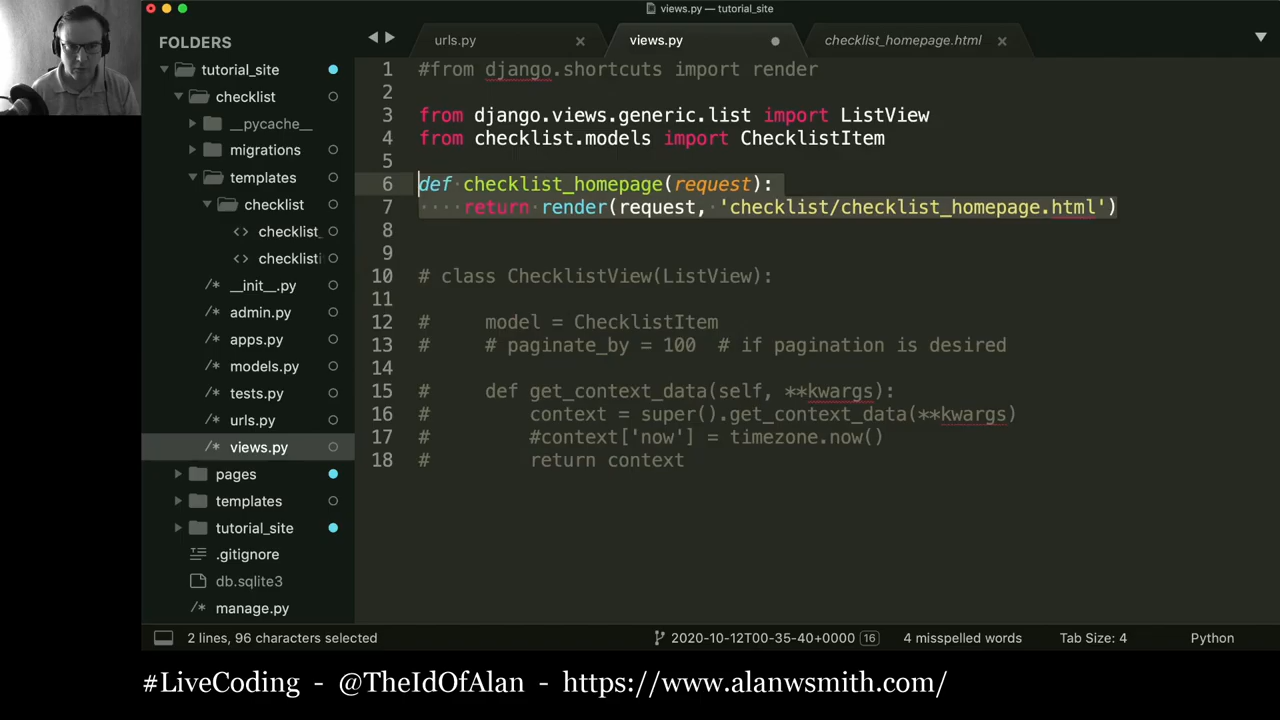 views.py — tutorial_site
FOLDERS
tutorial_site
checklist
__pycache__
migrations
templates
checklist
checklist_
checklisti
__init__.py
admin.py
apps.py
models.py
tests.py
urls.py
views.py
pages
templates
tutorial_site
.gitignore
db.sqlite3
manage.py
urls.py
views.py
checklist_homepage.html
1 #from django.shortcuts import render
2
3 from django.views.generic.list import ListView
4 from checklist.models import ChecklistItem
5
6 def checklist_homepage(request):
7 return render(request, 'checklist/checklist_homepage.html')
8
9
10 # class ChecklistView(ListView):
11
12 # model = ChecklistItem
13 # # paginate_by = 100 # if pagination is desired
14
15 # def get_context_data(self, **kwargs):
16 # context = super().get_context_data(**kwargs)
17 # #context['now'] = timezone.now()
18 # return context
2 lines, 96 characters selected
2020-10-12T00-35-40+0000 16
4 misspelled words
Tab Size: 4
Python
#LiveCoding - @TheIdOfAlan - https://www.alanwsmith.com/